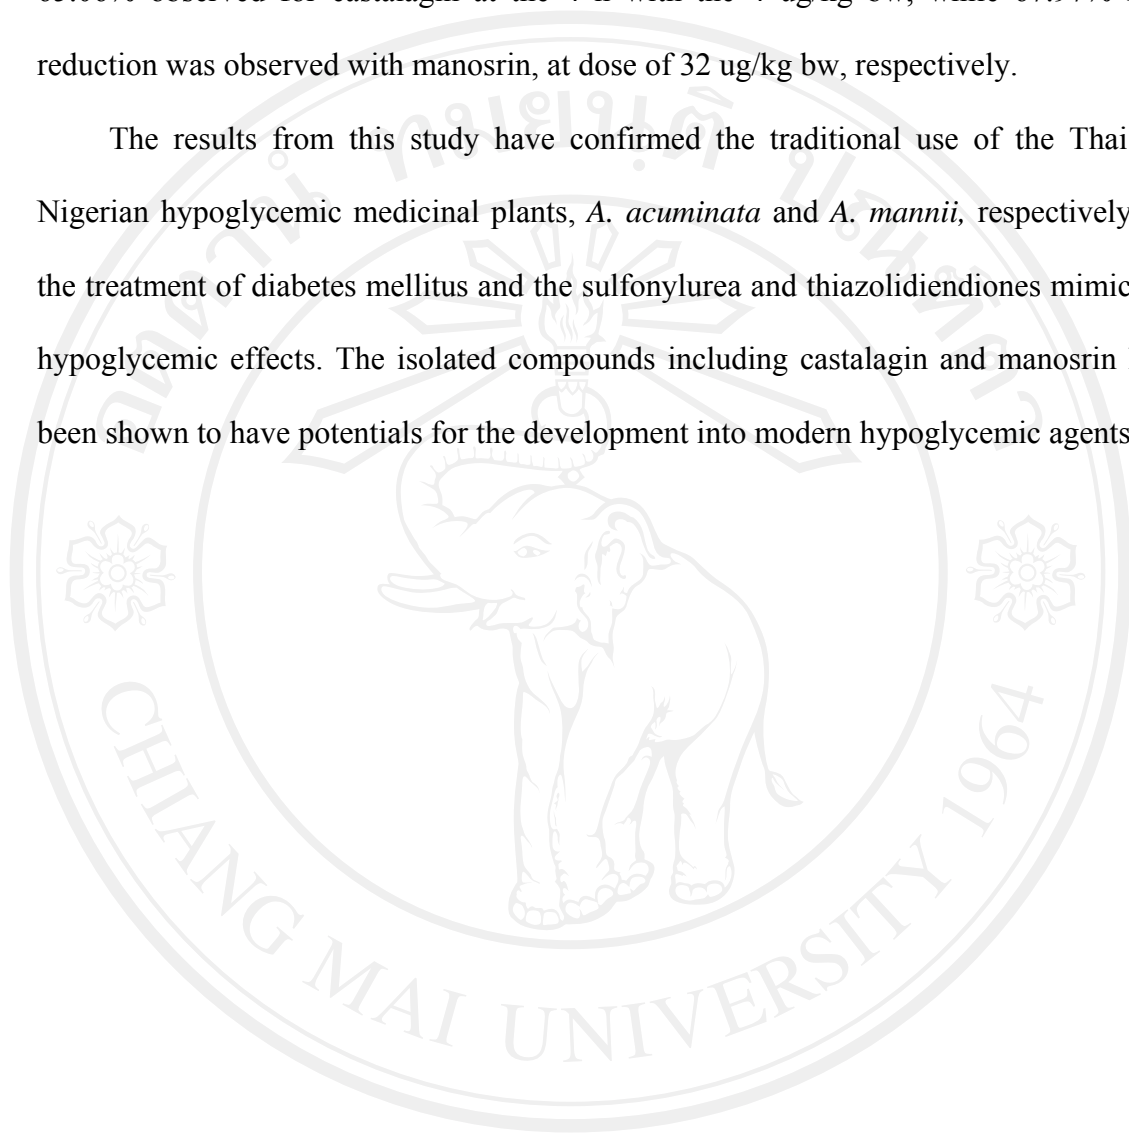 reduction was observed with manosrin, at dose of 32 ug/kg bw, respectively.
The results from this study have confirmed the traditional use of the Thai
Nigerian hypoglycemic medicinal plants, A. acuminata and A. mannii, respectively
the treatment of diabetes mellitus and the sulfonylurea and thiazolidiendiones mimic
hypoglycemic effects. The isolated compounds including castalagin and manosrin
been shown to have potentials for the development into modern hypoglycemic agents
CHIANG MAI UNIVERSITY 1964